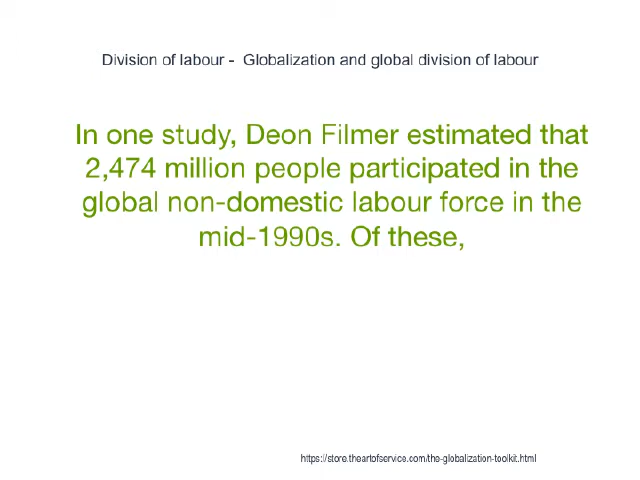 Division of labour -  Globalization and global division of labour
In one study, Deon Filmer estimated that
2,474 million people participated in the
global non-domestic labour force in the
mid-1990s. Of these,
https://store.theartofservice.com/the-globalization-toolkit.html